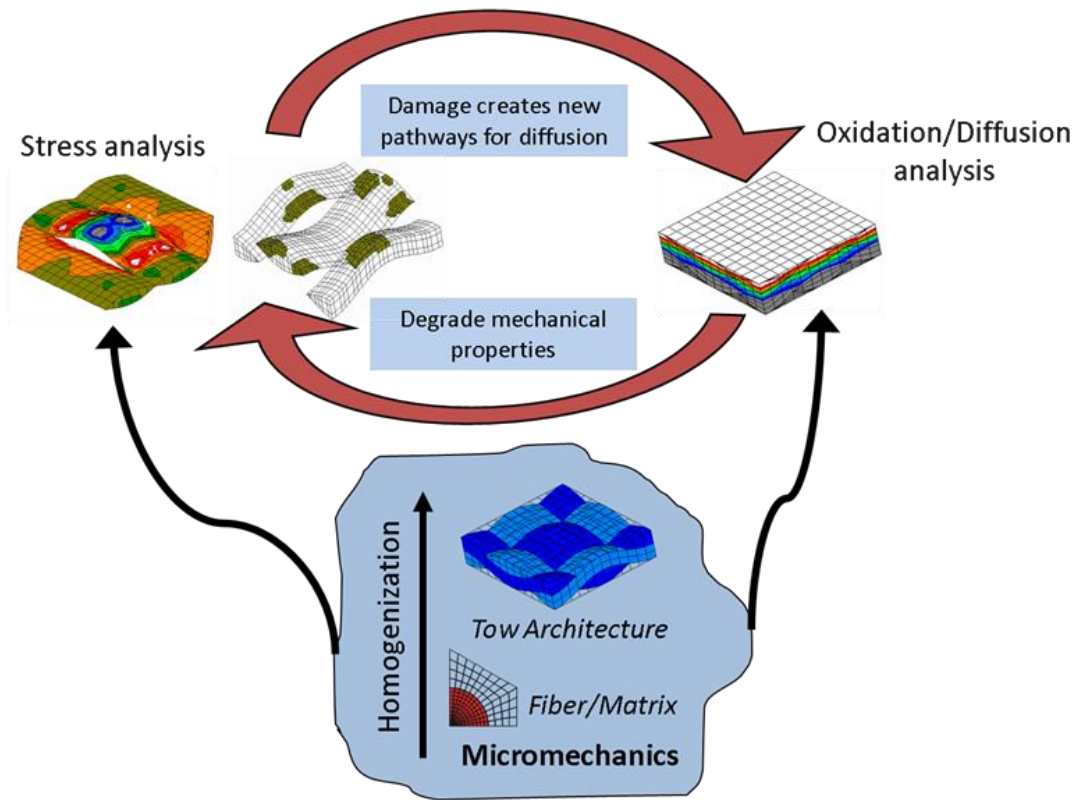 Damage creates new
pathways for diffusion
Stress analysis
Oxidation/Diffusion
analysis
Degrade mechanical
properties
Homogenization
Tow Architecture
Fiber/Matrix
Micromechanics